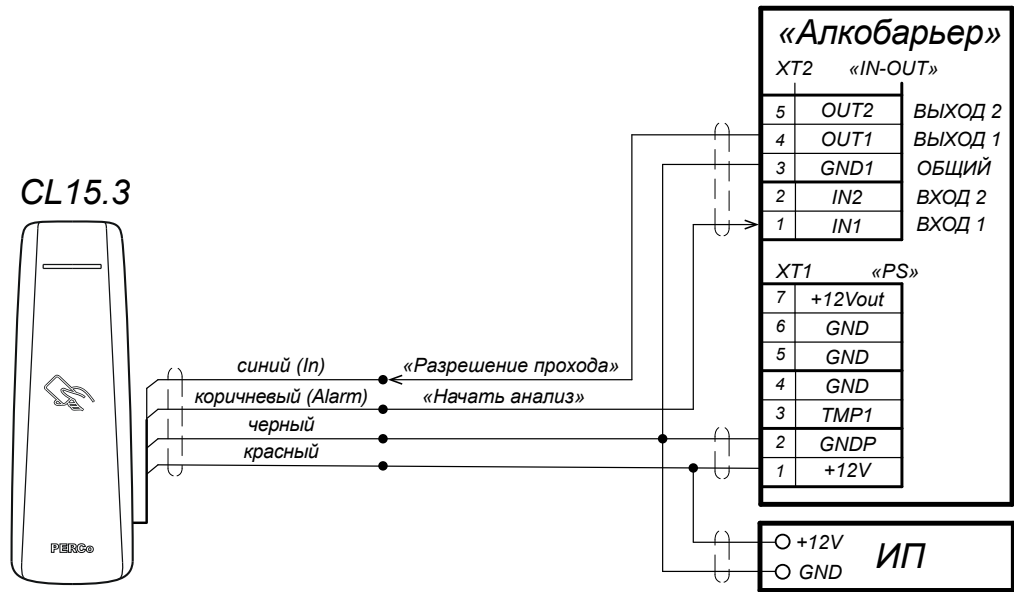 «Алкобарьер»
XT2 «IN-OUT»
5 OUT2 ВЫХОД 2
4 OUT1 ВЫХОД 1
3 GND1 ОБЩИЙ
2 IN2 ВХОД 2
1 IN1 ВХОД 1
CL15.3
XT1 «PS»
7 +12Vout
6 GND
5 GND
4 GND
3 TMP1
2 GNDP
1 +12V
синий (In) «Разрешение прохода»
коричневый (Alarm) «Начать анализ»
черный
красный
PERCo
+12V
GND
ИП